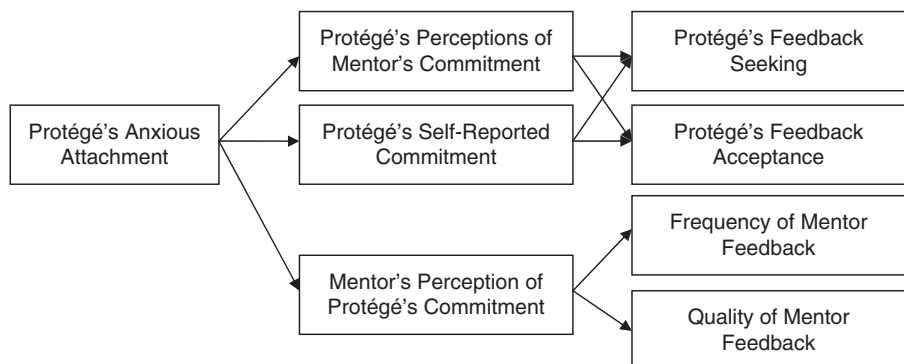 Protégé's Anxious
Attachment
Protégé's Perceptions of
Mentor's Commitment
Protégé's Self-Reported
Commitment
Mentor's Perception of
Protégé's Commitment
Protégé's Feedback
Seeking
Protégé's Feedback
Acceptance
Frequency of Mentor
Feedback
Quality of Mentor
Feedback